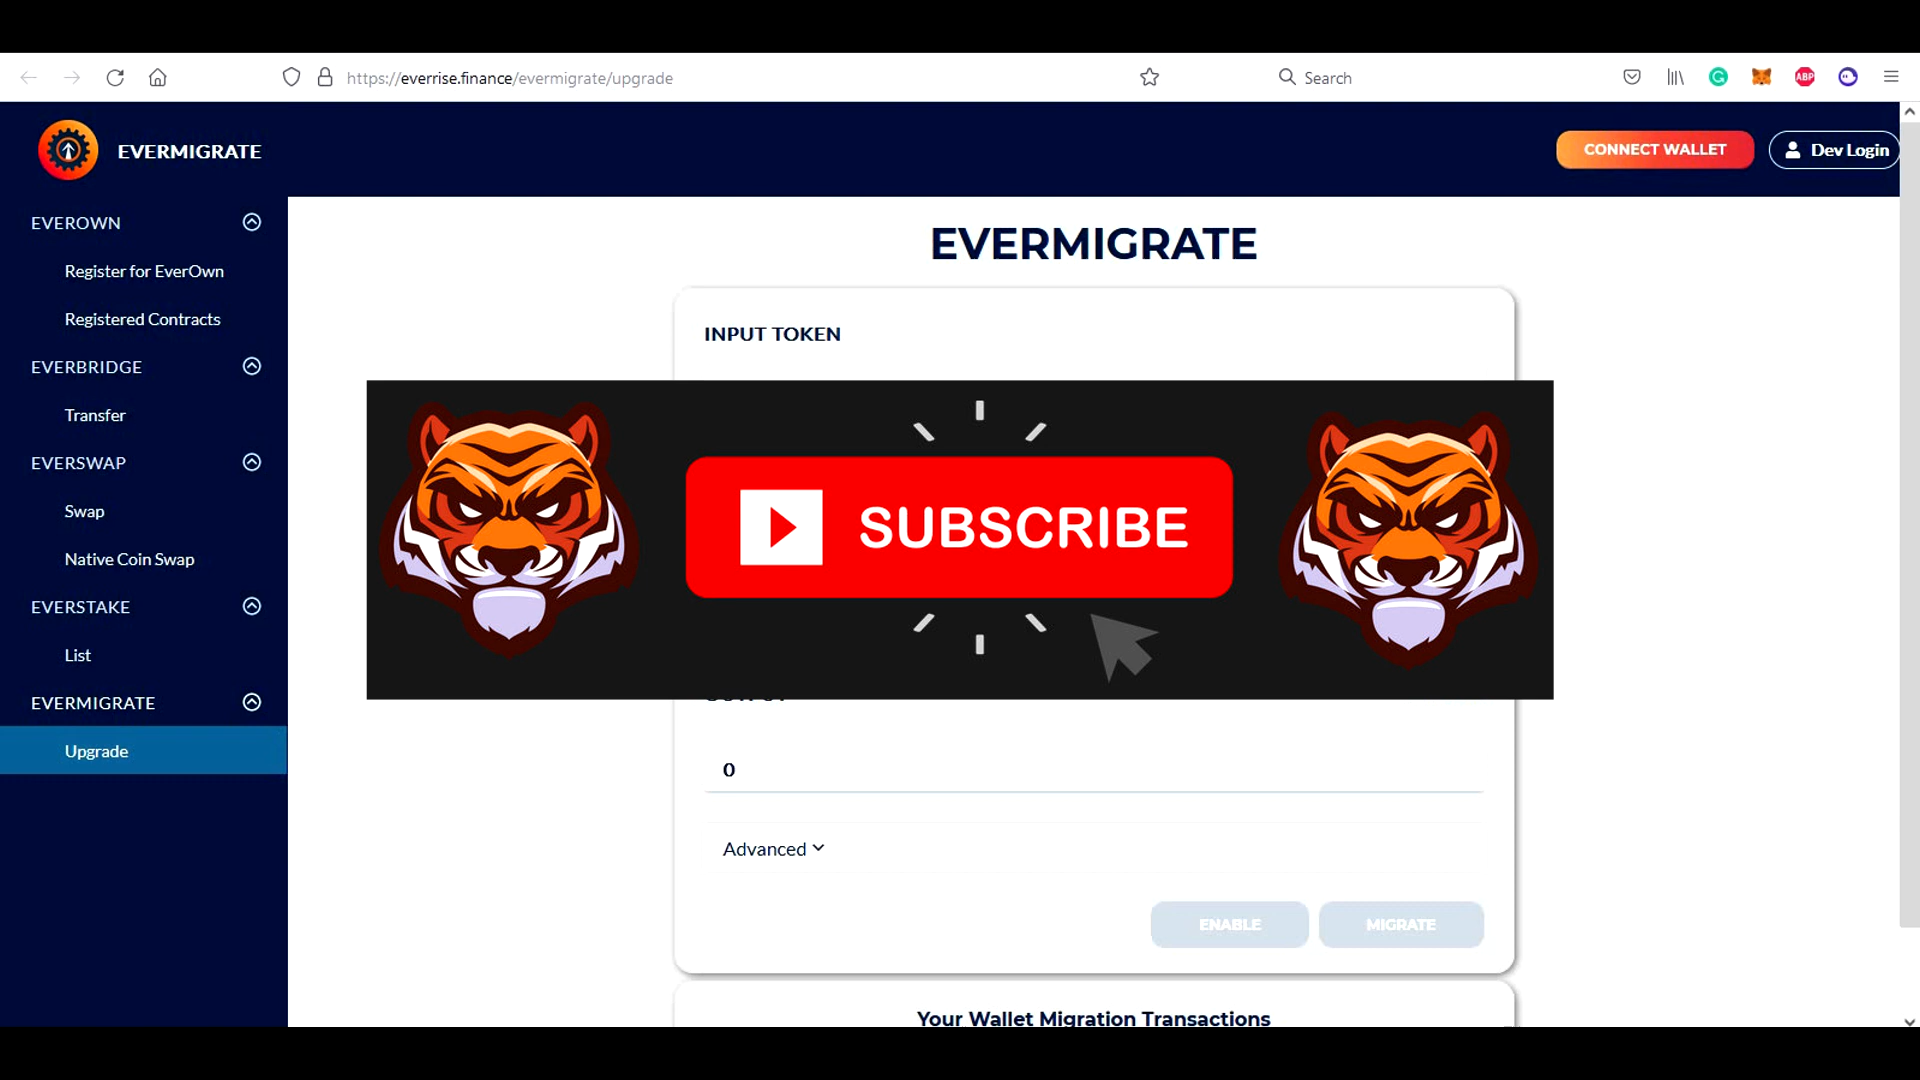 https://everrise.finance/evermigrate/upgrade
Search
ABP
EVERMIGRATE
CONNECT WALLET
Dev Login
EVEROWN
Register for EverOwn
Registered Contracts
EVERBRIDGE
Transfer
EVERSWAP
Swap
Native Coin Swap
EVERSTAKE
List
EVERMIGRATE
Upgrade
EVERMIGRATE
INPUT TOKEN
SUBSCRIBE
0
Advanced
ENABLE
MIGRATE
Your Wallet Migration Transactions